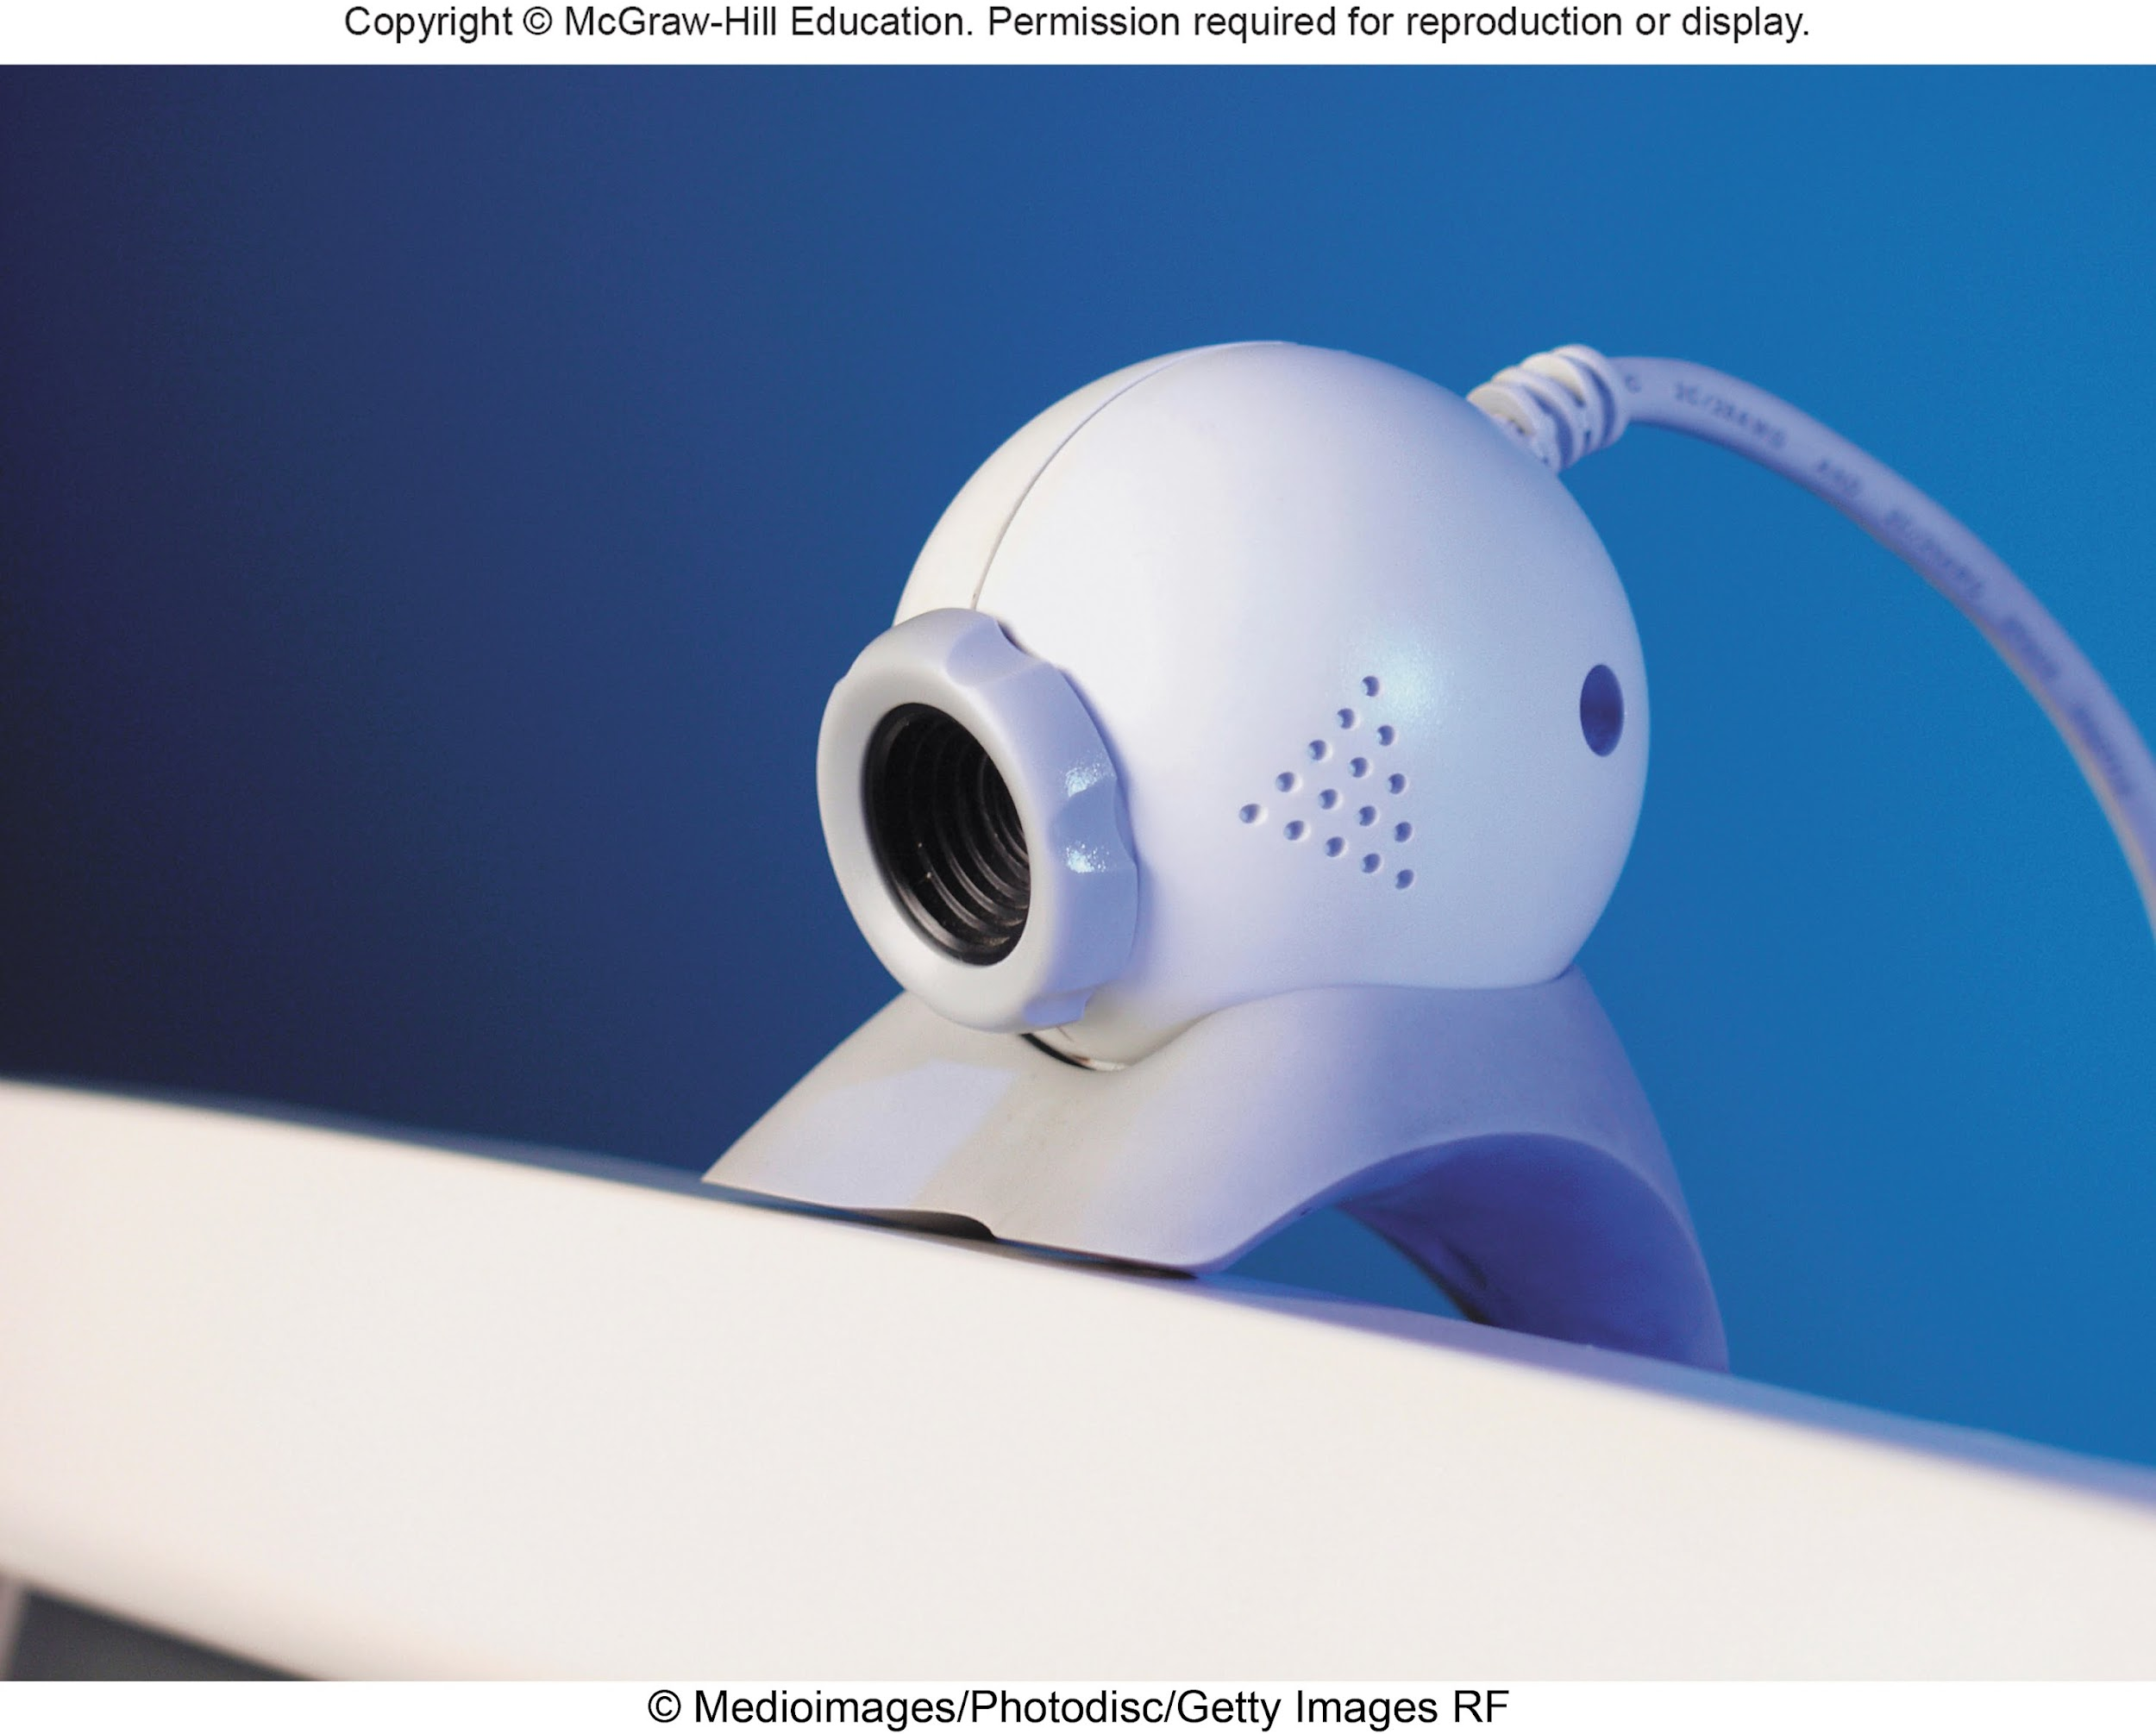 Copyright © McGraw-Hill Education. Permission required for reproduction or display.
© Medioimages/Photodisc/Getty Images RF